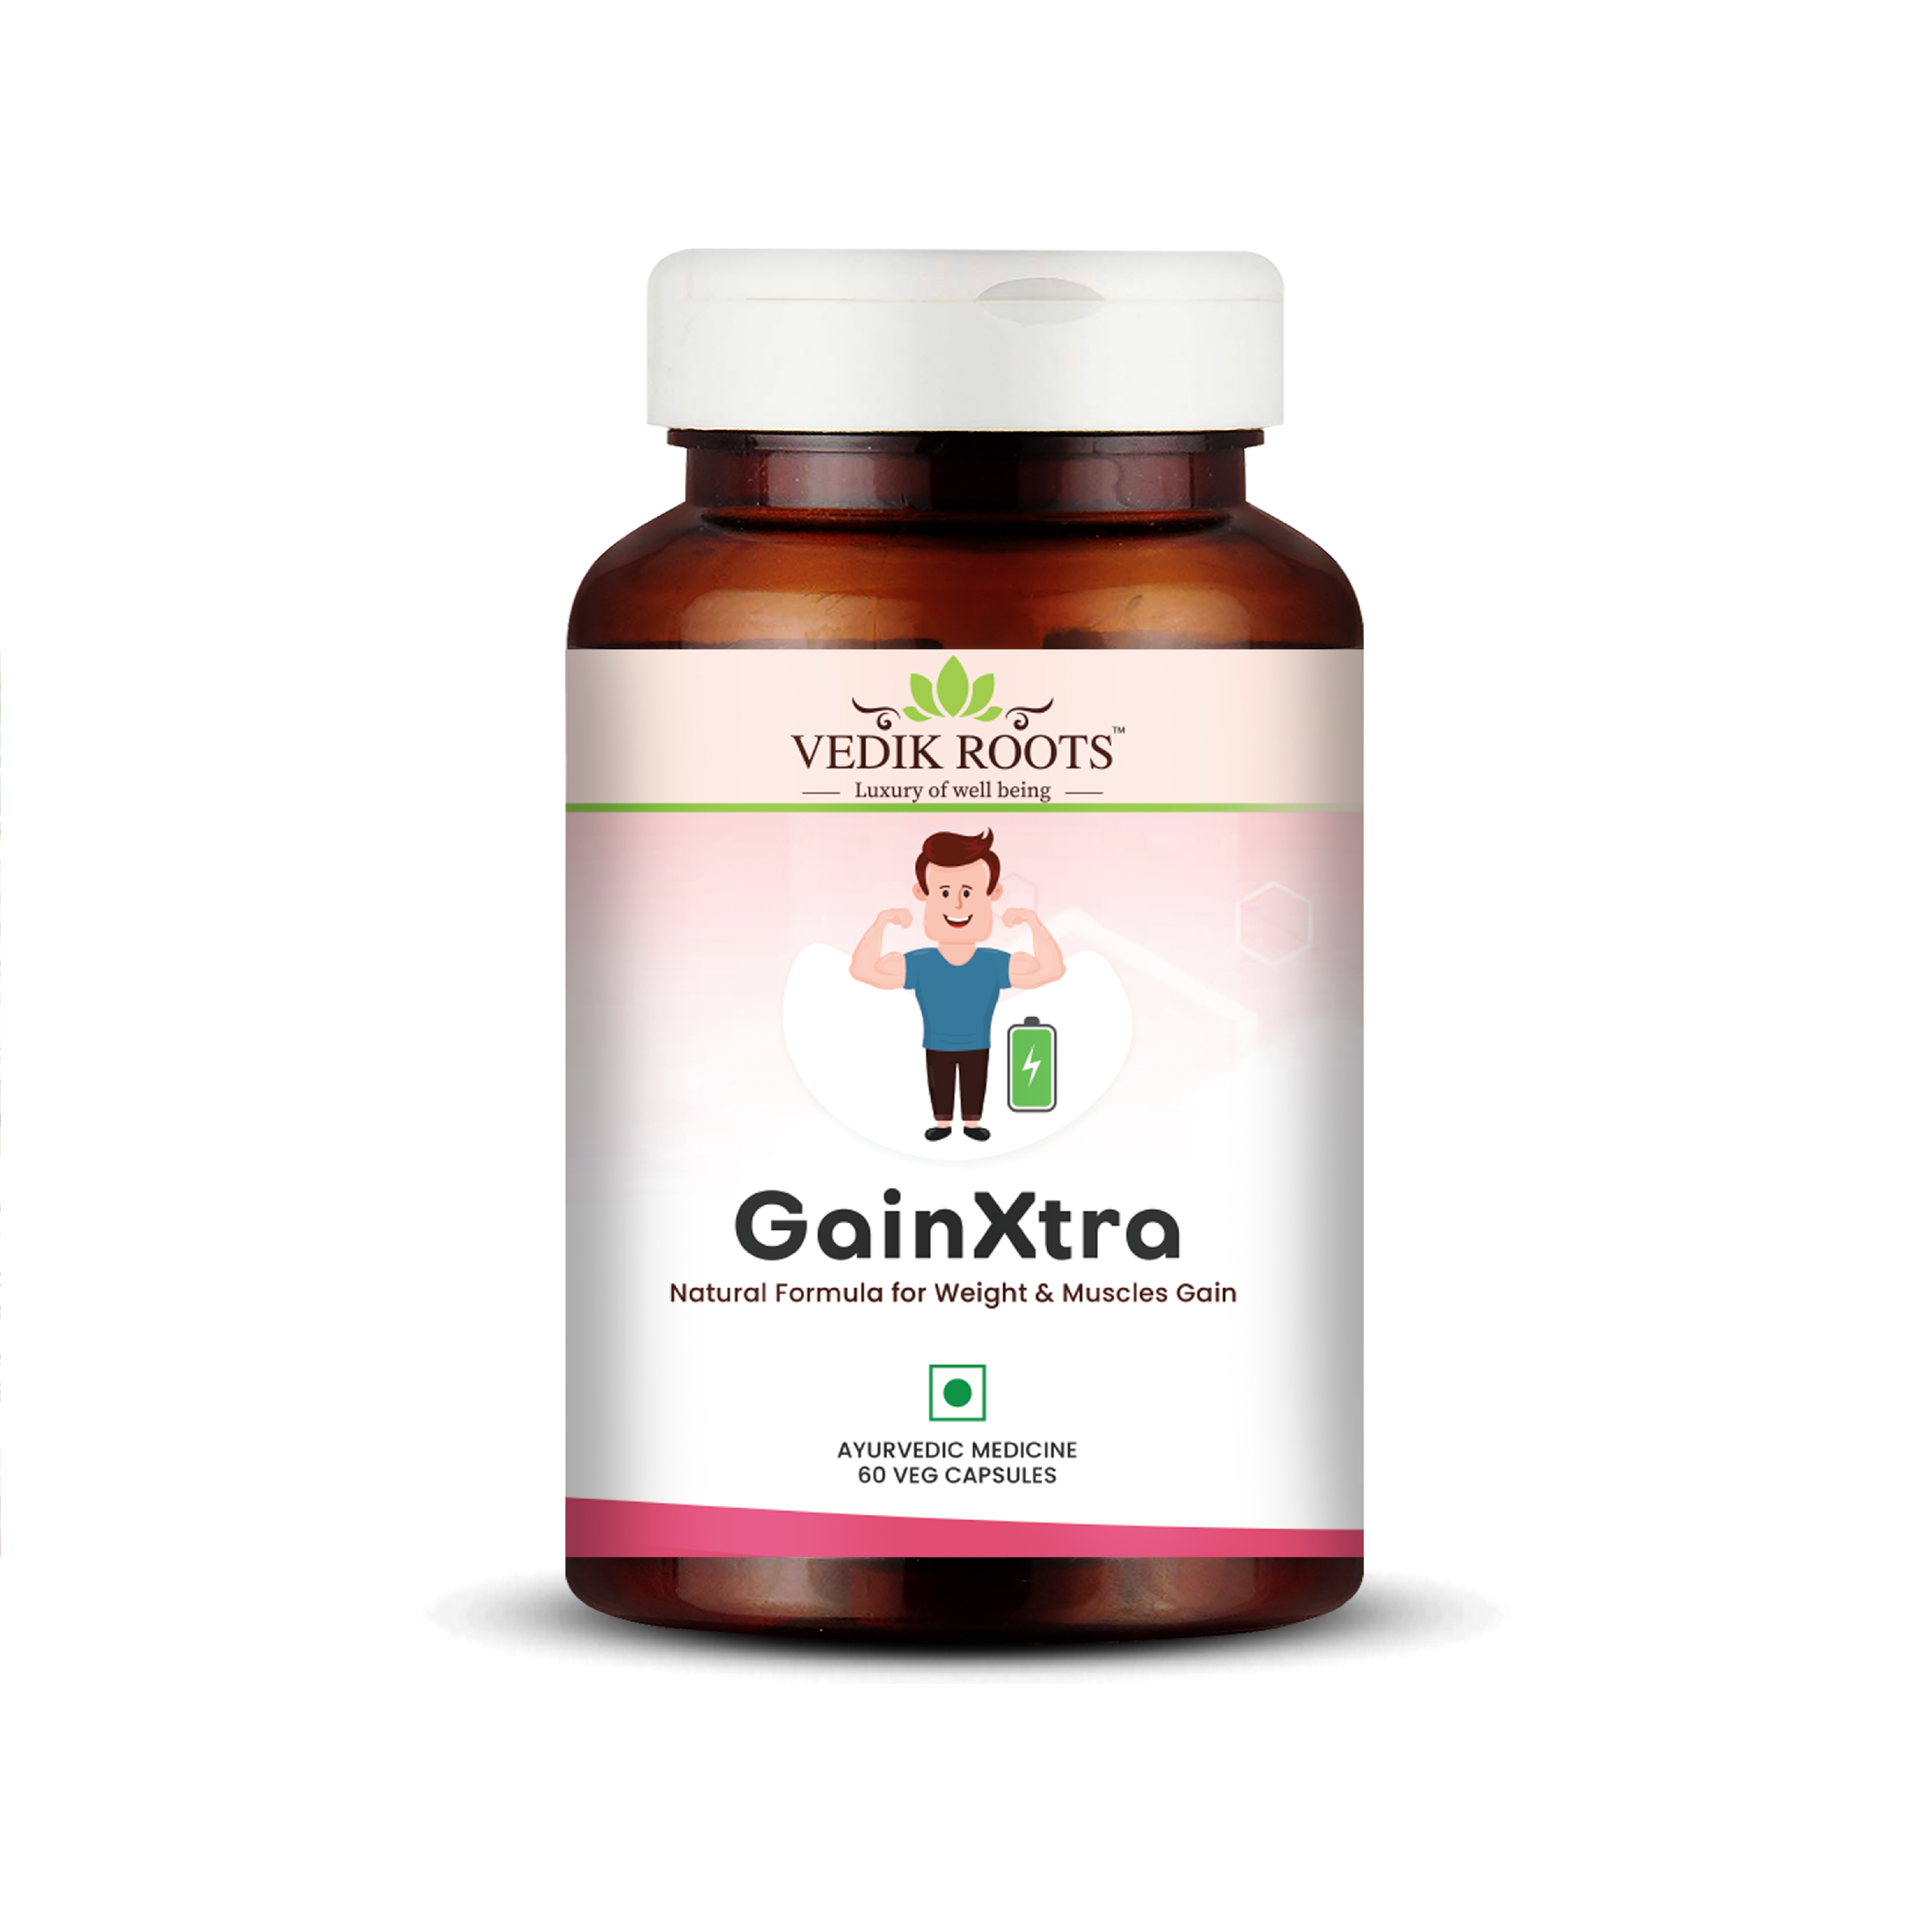 VEDIK ROOTS™
Luxury of well being
GainXtra
Natural Formula for Weight & Muscles Gain
AYURVEDIC MEDICINE
60 VEG CAPSULES